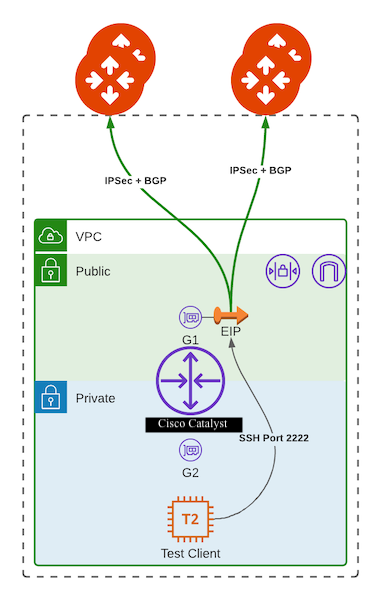 IPSec + BGP
IPSec + BGP
VPC
Public
G1
EIP
Private
Cisco Catalyst
SSH Port 2222
G2
T2
Test Client